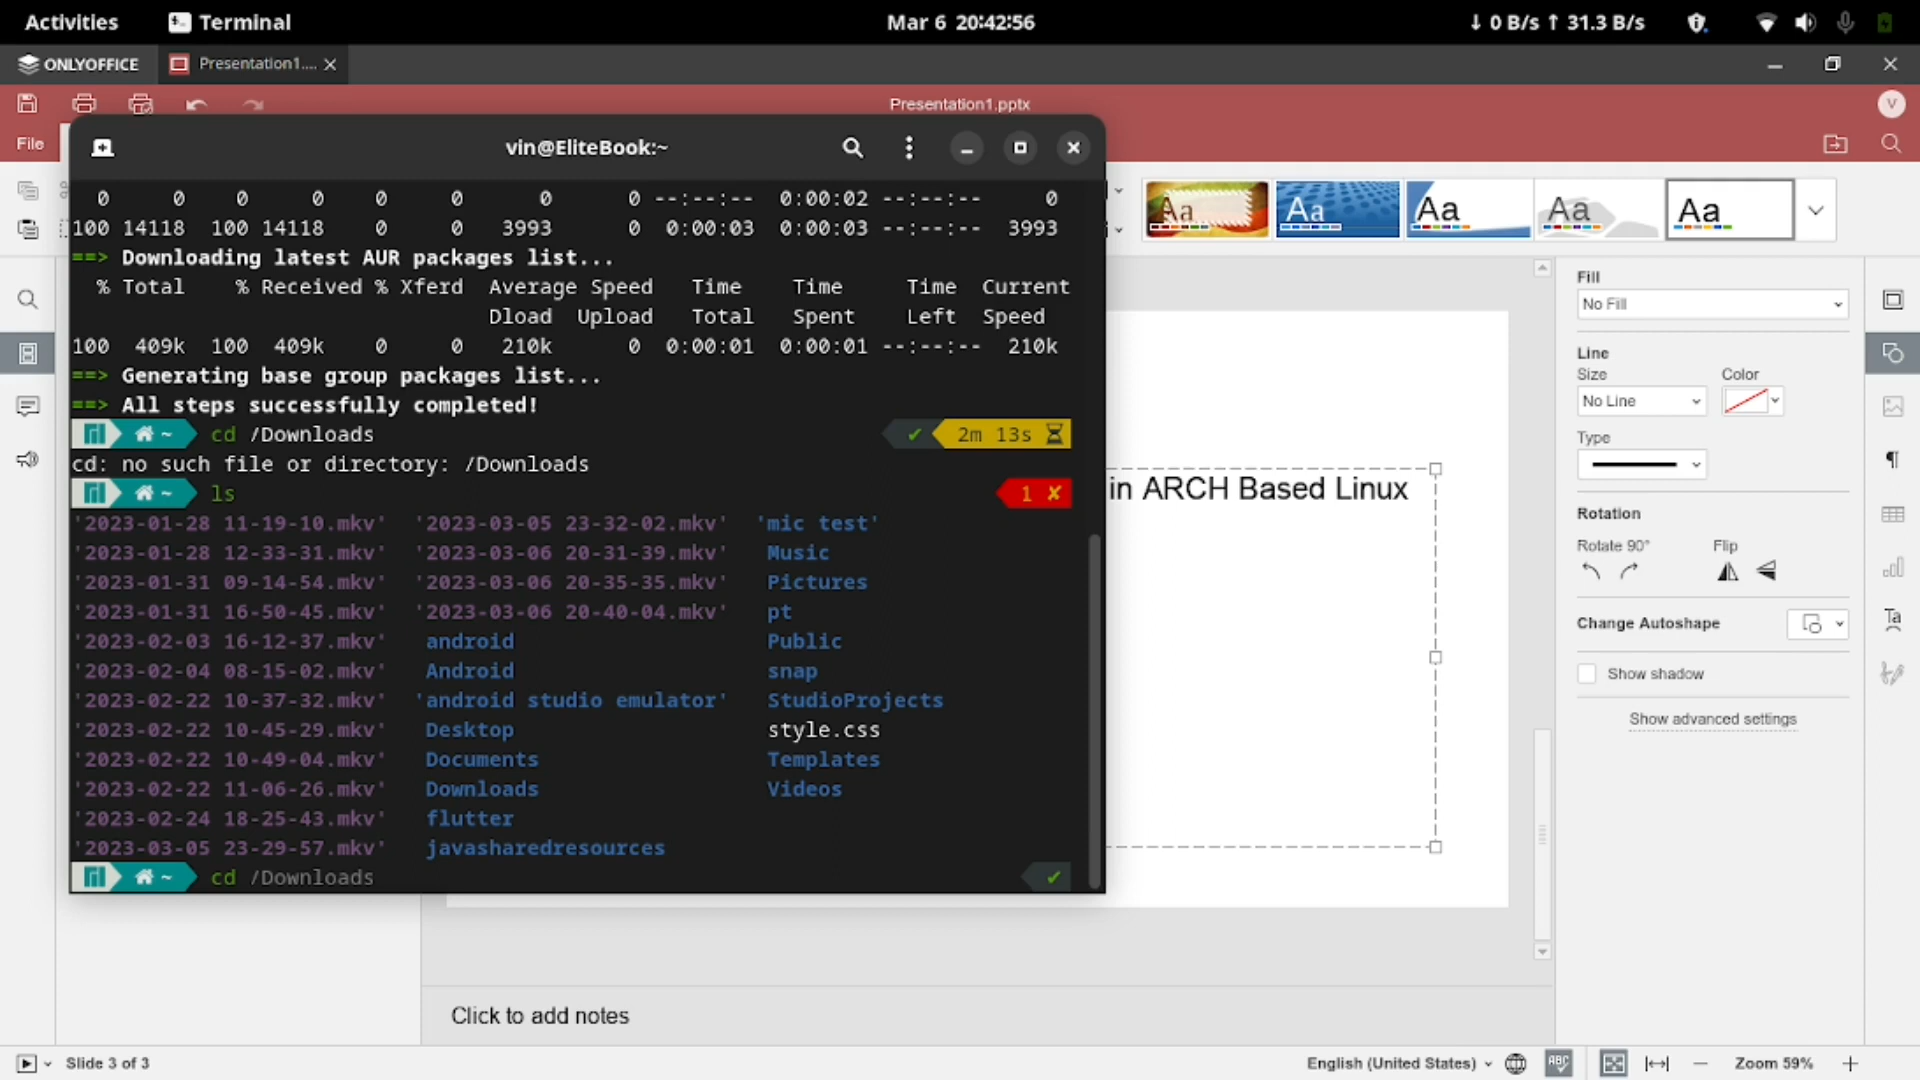 Activities Terminal Mar 6 20:42:56 ↓ 0 B/s ↑ 31.3 B/s
ONLYOFFICE Presentation1....
Presentation1.pptx V
File
vin@EliteBook:~
0 0 0 0 0 0 0 0 --:--:-- 0:00:02 --:--:-- 0
100 14118 100 14118 0 0 3993 0 0:00:03 0:00:03 --:--:-- 3993
==> Downloading latest AUR packages list...
% Total % Received % Xferd Average Speed Time Time Time Current
Dload Upload Total Spent Left Speed
100 409k 100 409k 0 0 210k 0 0:00:01 0:00:01 --:--:-- 210k
==> Generating base group packages list...
==> All steps successfully completed!
~ cd /Downloads ✔ 2m 13s
cd: no such file or directory: /Downloads
~ ls 1 ✘
'2023-01-28 11-19-10.mkv' '2023-03-05 23-32-02.mkv' 'mic test'
'2023-01-28 12-33-31.mkv' '2023-03-06 20-31-39.mkv' Music
'2023-01-31 09-14-54.mkv' '2023-03-06 20-35-35.mkv' Pictures
'2023-01-31 16-50-45.mkv' '2023-03-06 20-40-04.mkv' pt
'2023-02-03 16-12-37.mkv' android Public
'2023-02-04 08-15-02.mkv' Android snap
'2023-02-22 10-37-32.mkv' 'android studio emulator' StudioProjects
'2023-02-22 10-45-29.mkv' Desktop style.css
'2023-02-22 10-49-04.mkv' Documents Templates
'2023-02-22 11-06-26.mkv' Downloads Videos
'2023-02-24 18-25-43.mkv' flutter
'2023-03-05 23-29-57.mkv' javasharedresources
~ cd /Downloads ✔
Aa Aa Aa Aa Aa
in ARCH Based Linux
Fill
No Fill
Line
Size Color
No Line
Type
Rotation
Rotate 90° Flip
Change Autoshape
Show shadow
Show advanced settings
Click to add notes
Slide 3 of 3 English (United States) ABC Zoom 59%